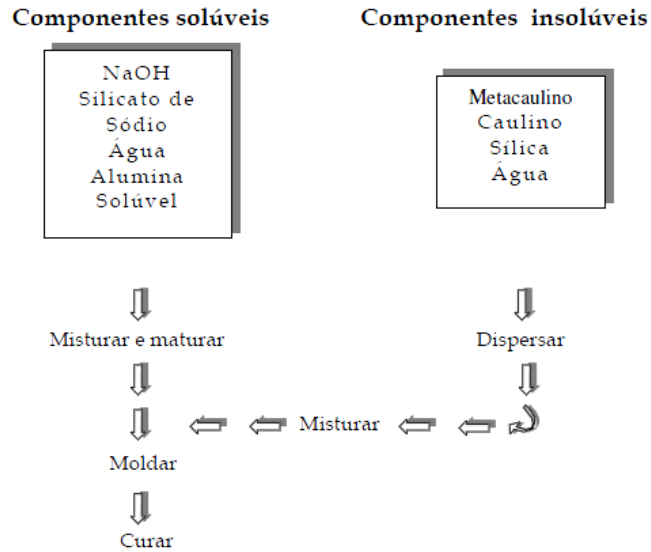 Componentes solúveis
NaOH
Silicato de
Sódio
Água
Alumina
Solúvel
Componentes insolúveis
Metacaulino
Caulino
Sílica
Água
Misturar e maturar
Dispersar
Misturar
Moldar
Curar